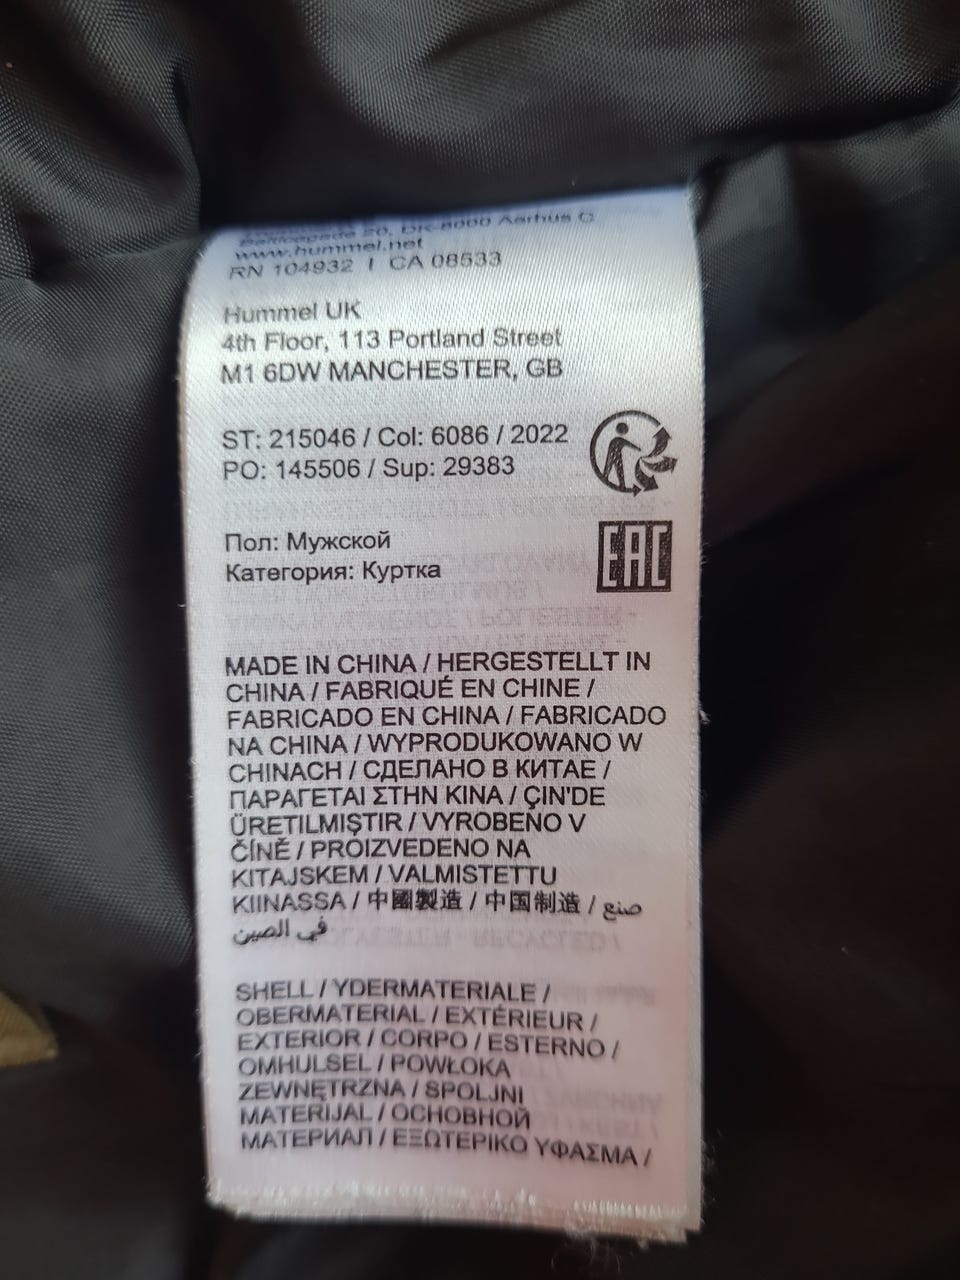 Balticagade 20, DK-8000 Aarhus C
www.hummel.net
RN 104932 I CA 08533
Hummel UK
4th Floor, 113 Portland Street
M1 6DW MANCHESTER, GB
ST: 215046 / Col: 6086 / 2022
PO: 145506 / Sup: 29383
Пол: Мужской
Категория: Куртка
EAC
MADE IN CHINA / HERGESTELLT IN
CHINA / FABRIQUÉ EN CHINE /
FABRICADO EN CHINA / FABRICADO
NA CHINA / WYPRODUKOWANO W
CHINACH / СДЕЛАНО В КИТАЕ /
ΠΑΡΑΓΕΤΑΙ ΣΤΗΝ ΚΙΝΑ / ÇIN'DE
ÜRETILMIŞTIR / VYROBENO V
ČÍNĚ / PROIZVEDENO NA
KITAJSKEM / VALMISTETTU
KIINASSA / 中國製造 / 中国制造 / صنع
في الصين
SHELL / YDERMATERIALE /
OBERMATERIAL / EXTÉRIEUR /
EXTERIOR / CORPO / ESTERNO /
OMHULSEL / POWŁOKA
ZEWNĘTRZNA / SPOLJNI
MATERIJAL / ОСНОВНОЙ
МАТЕРИАЛ / ΕΞΩΤΕΡΙΚΟ ΥΦΑΣΜΑ /